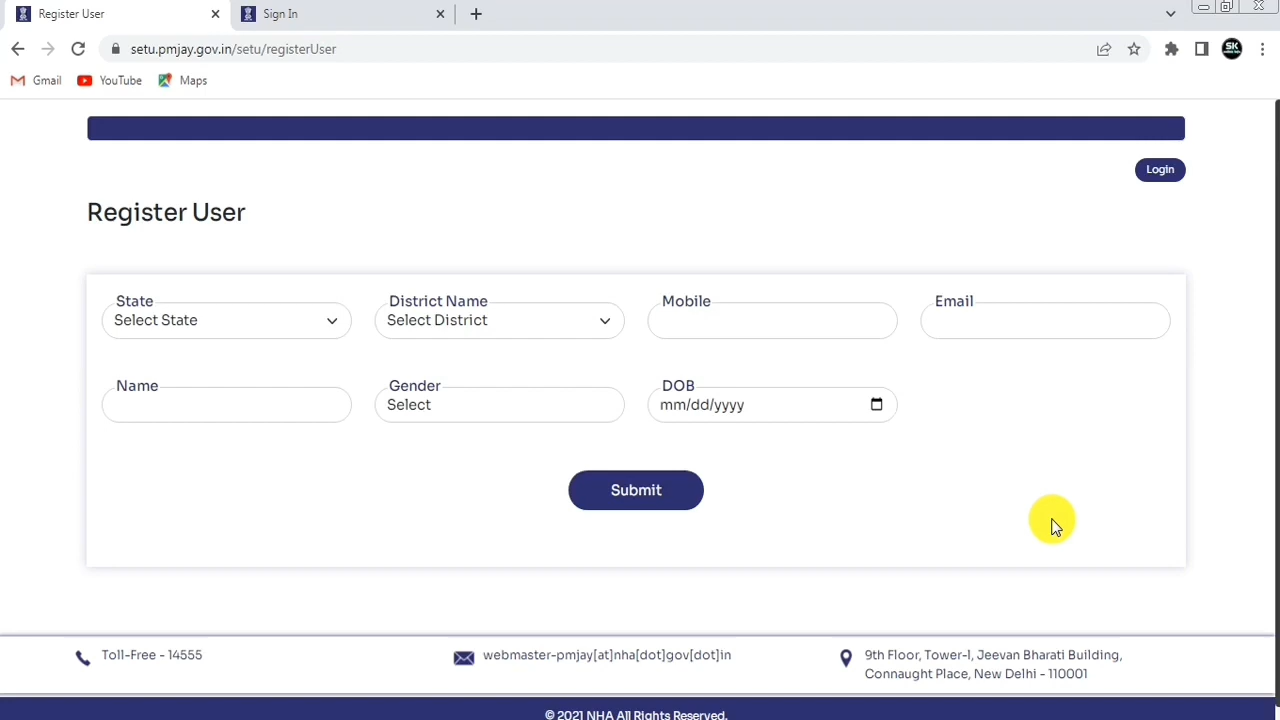 Register User
Sign In
setu.pmjay.gov.in/setu/registerUser
SK
Gmail
YouTube
Maps
Login
Register User
State
District Name
Mobile
Email
Select State
Select District
Name
Gender
DOB
Select
mm/dd/yyyy
Submit
Toll-Free - 14555
webmaster-pmjay[at]nha[dot]gov[dot]in
9th Floor, Tower-l, Jeevan Bharati Building,
Connaught Place, New Delhi - 110001
© 2021 NHA All Rights Reserved.